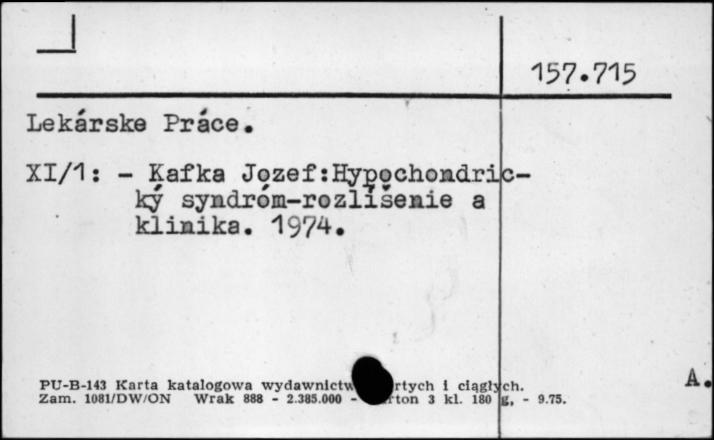 157.715
Lekárske Práce.
XI/1: - Kafka Jozef:Hypochondric-
ký syndróm-rozlíšenie a
klinika. 1974.
A.
PU-B-143 Karta katalogowa wydawnictw rtych i ciągłych.
Zam. 1081/DW/ON Wrak 888 - 2.385.000 - rton 3 kl. 180 g, - 9.75.